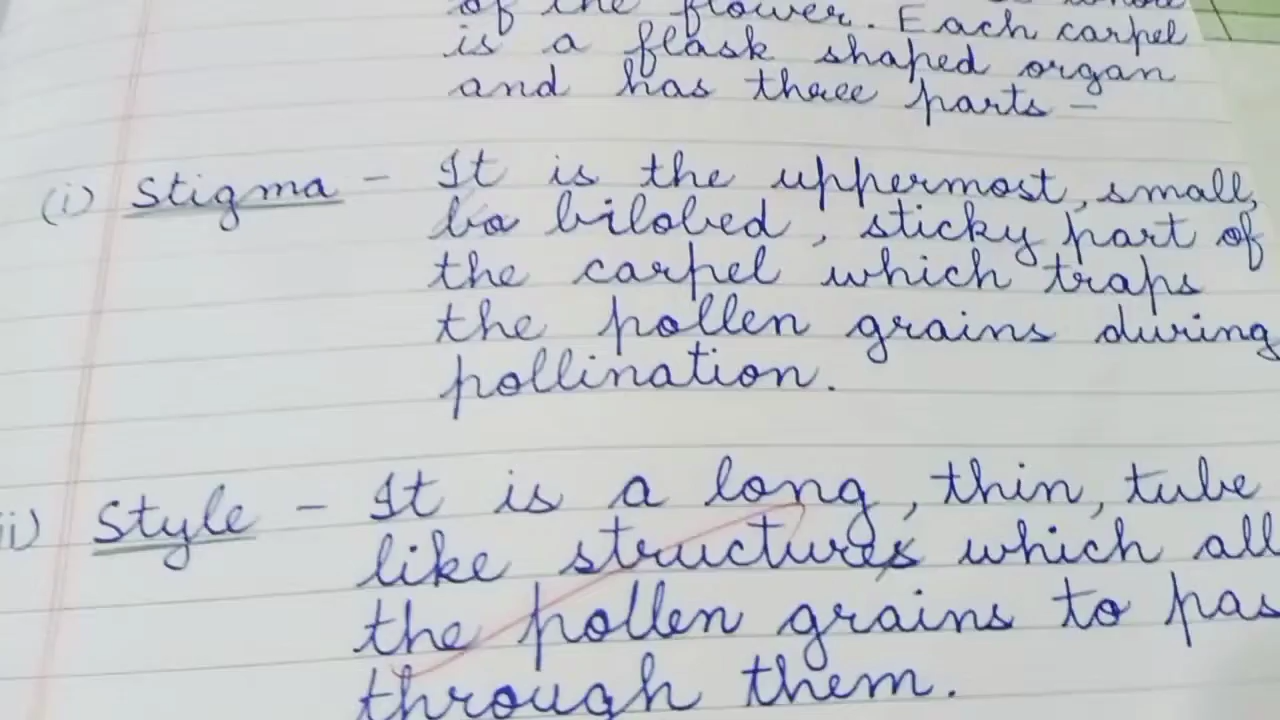 of the flower. Each carpel
is a flask shaped organ
and has three parts -
(i) Stigma - It is the uppermost, small,
bilobed, sticky part of
the carpel which traps
the pollen grains during
pollination.
ii) Style - It is a long, thin, tube
like structure which all
the pollen grains to pas
through them.